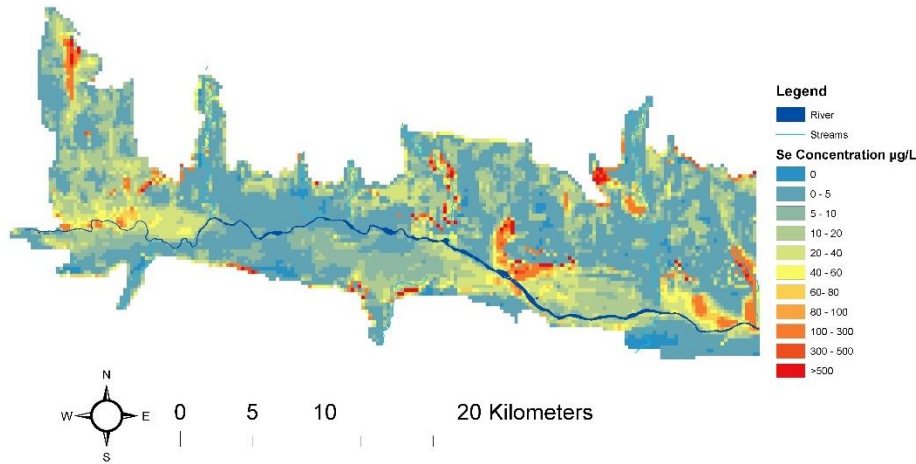 Legend
River
Streams
Se Concentration µg/L
0
0 - 5
5 - 10
10 - 20
20 - 40
40 - 60
60 - 80
80 - 100
100 - 300
300 - 500
>500
N
W E
S
0 5 10 20 Kilometers